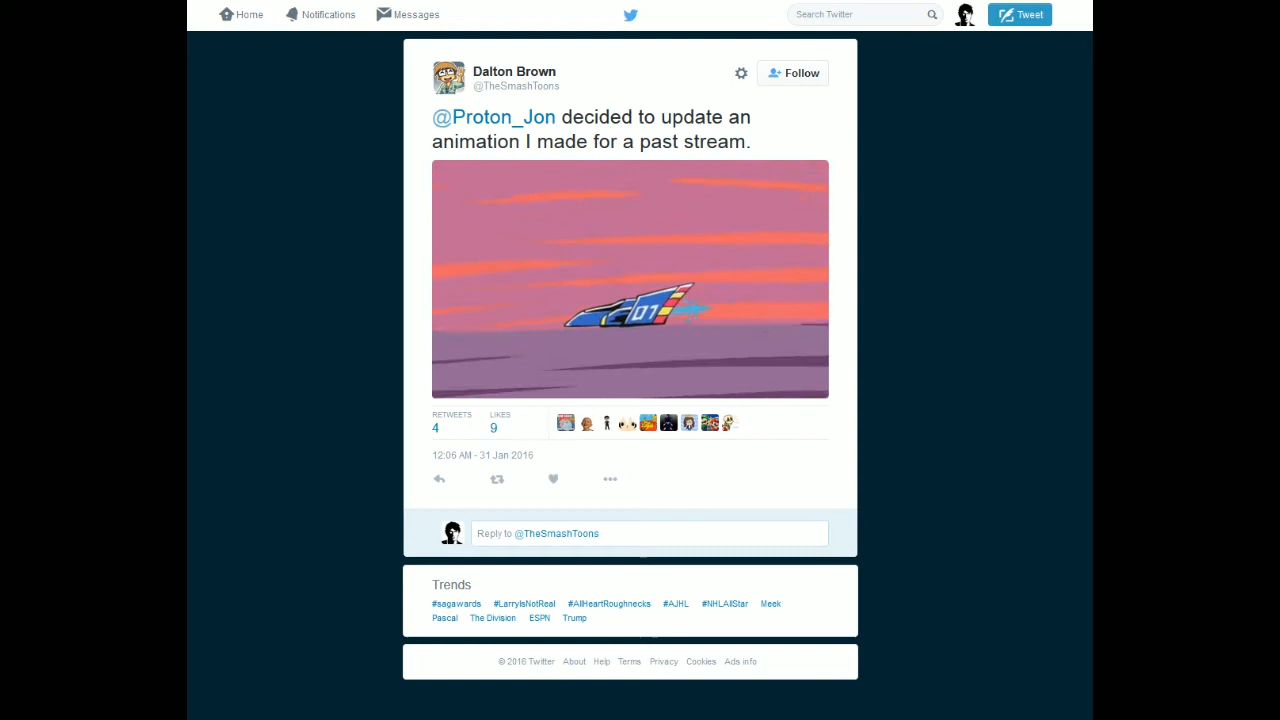 Home Notifications Messages Search Twitter Tweet
Dalton Brown
@TheSmashToons
Follow
@Proton_Jon decided to update an
animation I made for a past stream.
07
RETWEETS LIKES
4 9
12:06 AM - 31 Jan 2016
Reply to @TheSmashToons
Trends
#sagawards #LarryIsNotReal #AllHeartRoughnecks #AJHL #NHLAllStar Meek
Pascal The Division ESPN Trump
© 2016 Twitter About Help Terms Privacy Cookies Ads info